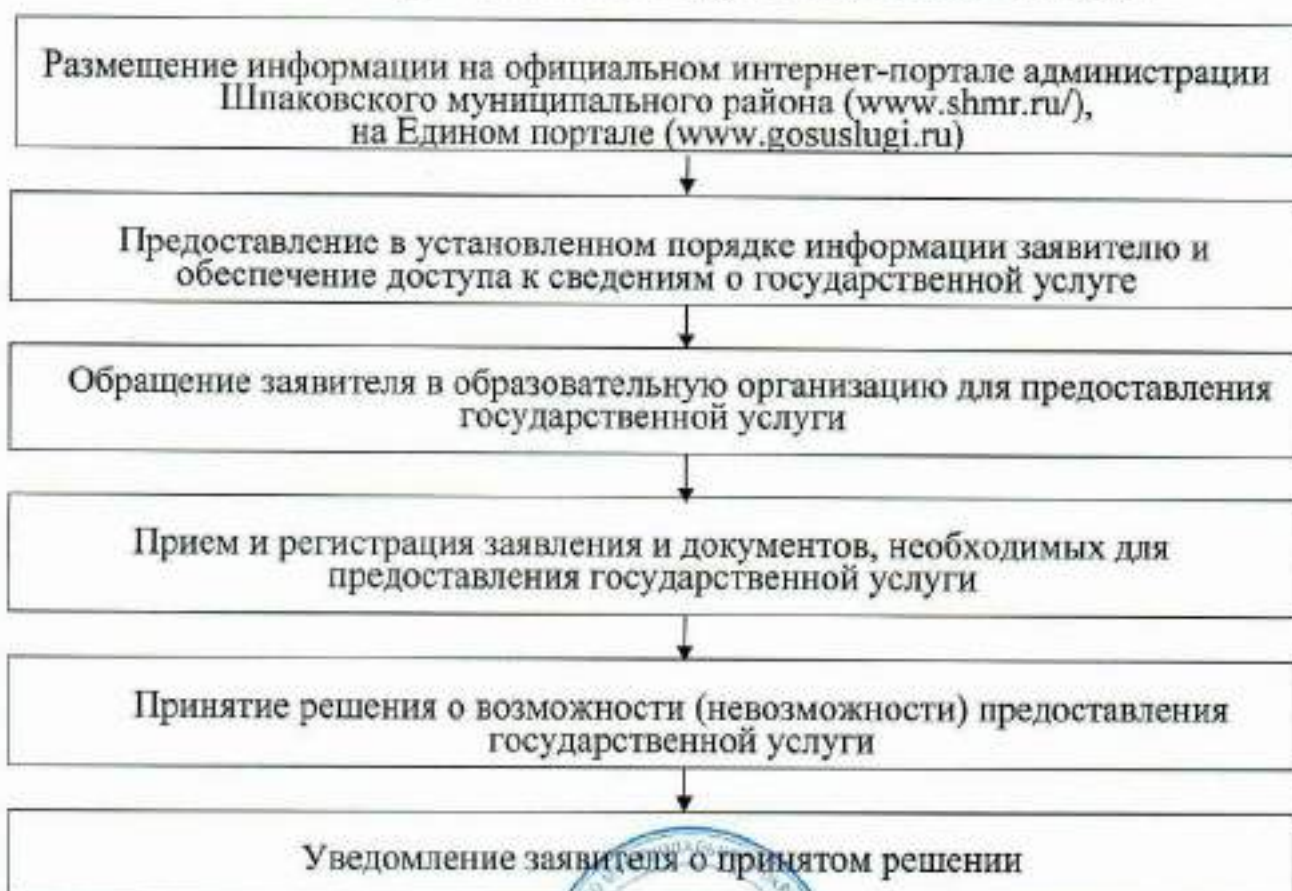 Размещение информации на официальном интернет-портале администрации
Шпаковского муниципального района (www.shmr.ru/),
на Едином портале (www.gosuslugi.ru)
Предоставление в установленном порядке информации заявителю и
обеспечение доступа к сведениям о государственной услуге
Обращение заявителя в образовательную организацию для предоставления
государственной услуги
Прием и регистрация заявления и документов, необходимых для
предоставления государственной услуги
Принятие решения о возможности (невозможности) предоставления
государственной услуги
Уведомление заявителя о принятом решении